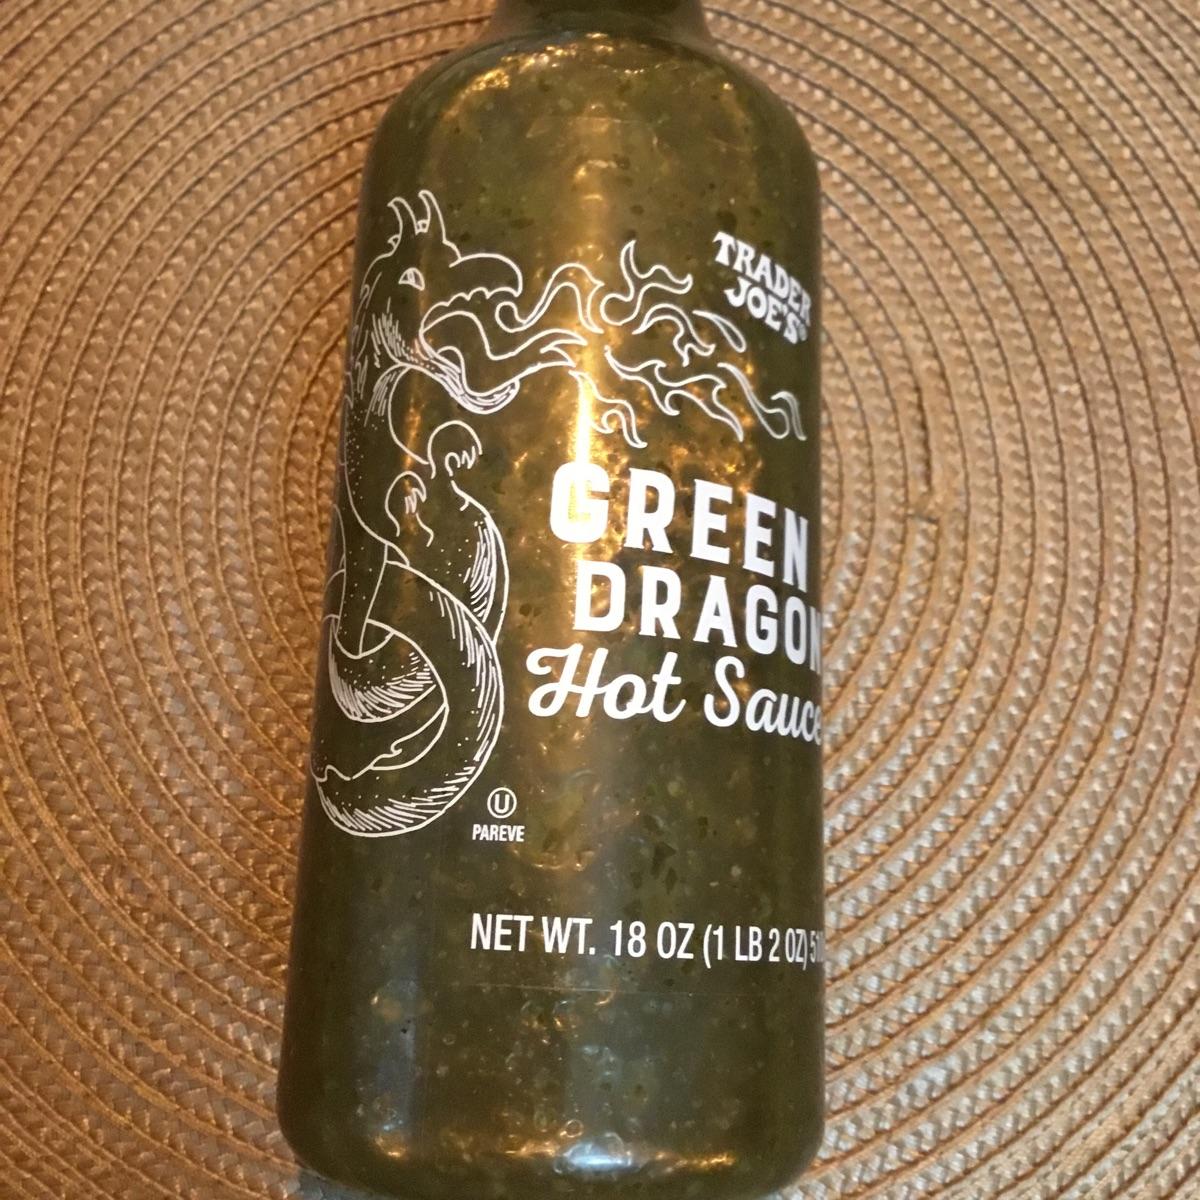 TRADER
JOE'S
GREEN
DRAGON
Hot Sauce
U
PAREVE
NET WT. 18 OZ (1 LB 2 OZ)